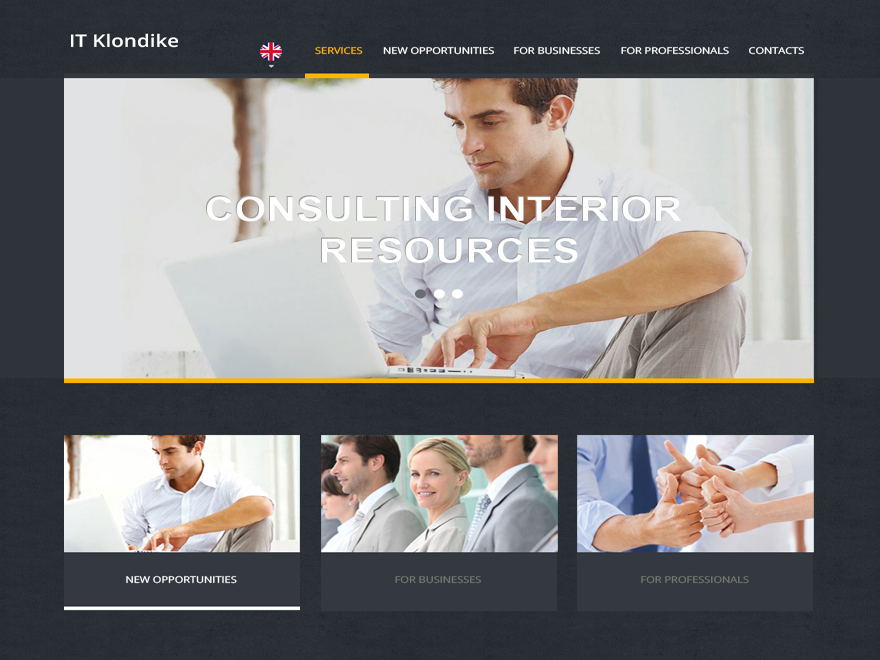 IT Klondike
SERVICES
NEW OPPORTUNITIES
FOR BUSINESSES
FOR PROFESSIONALS
CONTACTS
CONSULTING INTERIOR
RESOURCES
NEW OPPORTUNITIES
FOR BUSINESSES
FOR PROFESSIONALS